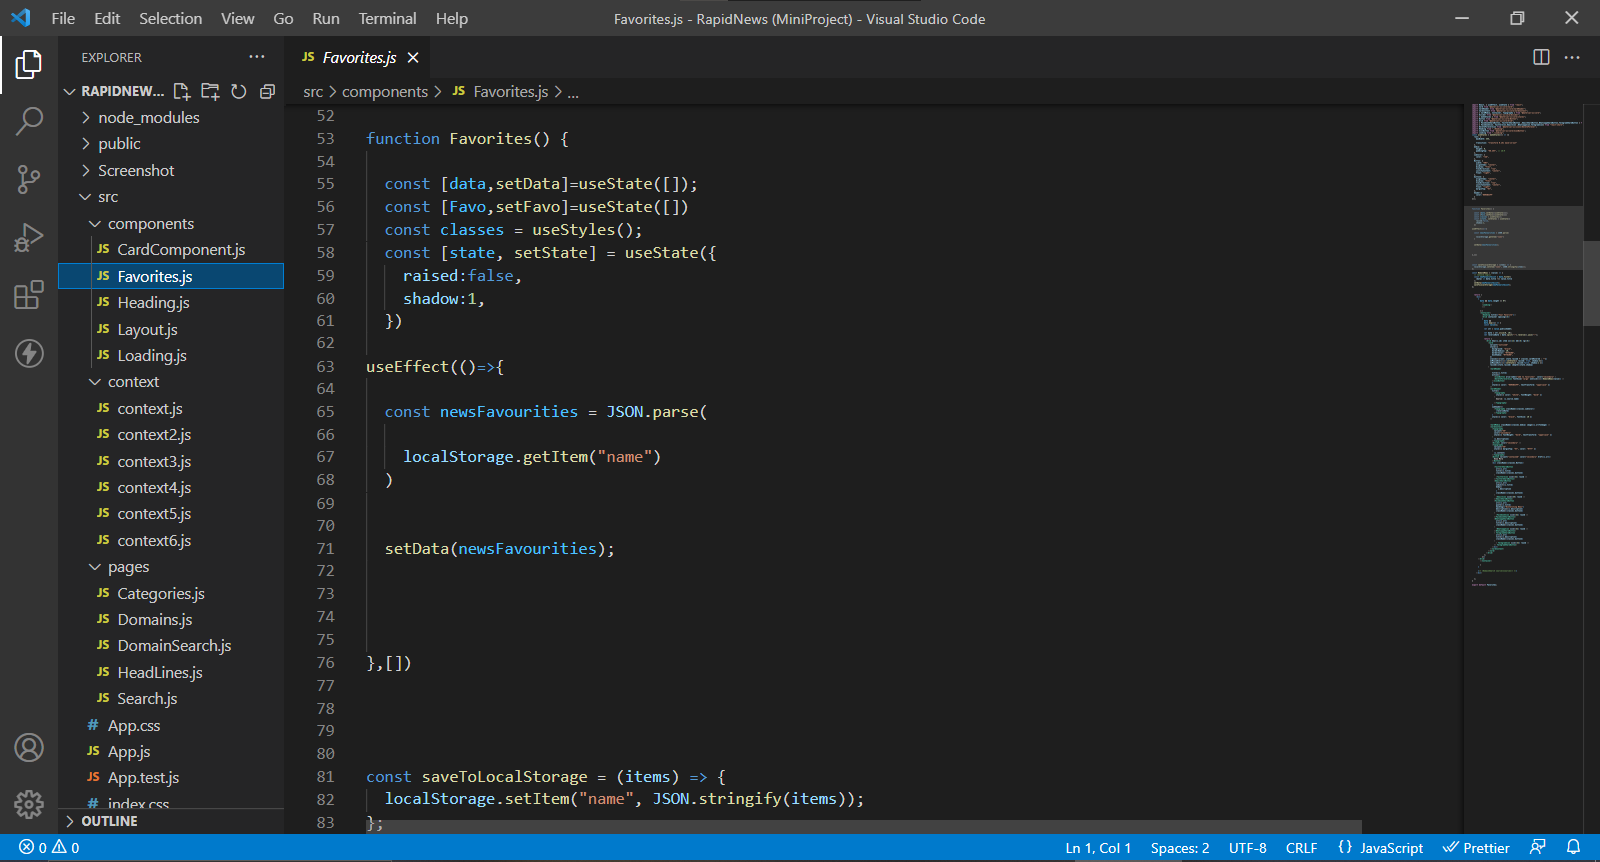 File Edit Selection View Go Run Terminal Help
Favorites.js - RapidNews (MiniProject) - Visual Studio Code
EXPLORER
RAPIDNEW...
node_modules
public
Screenshot
src
components
JS CardComponent.js
JS Favorites.js
JS Heading.js
JS Layout.js
JS Loading.js
context
JS context.js
JS context2.js
JS context3.js
JS context4.js
JS context5.js
JS context6.js
pages
JS Categories.js
JS Domains.js
JS DomainSearch.js
JS HeadLines.js
JS Search.js
# App.css
JS App.js
JS App.test.js
# index.css
OUTLINE
JS Favorites.js
src > components > JS Favorites.js > ...
52
53 function Favorites() {
54
55 const [data,setData]=useState([]);
56 const [Favo,setFavo]=useState([])
57 const classes = useStyles();
58 const [state, setState] = useState({
59 raised:false,
60 shadow:1,
61 })
62
63 useEffect(()=>{
64
65 const newsFavourities = JSON.parse(
66
67 localStorage.getItem("name")
68 )
69
70
71 setData(newsFavourities);
72
73
74
75
76 },[])
77
78
79
80
81 const saveToLocalStorage = (items) => {
82 localStorage.setItem("name", JSON.stringify(items));
83 };
0 0
Ln 1, Col 1 Spaces: 2 UTF-8 CRLF {} JavaScript Prettier